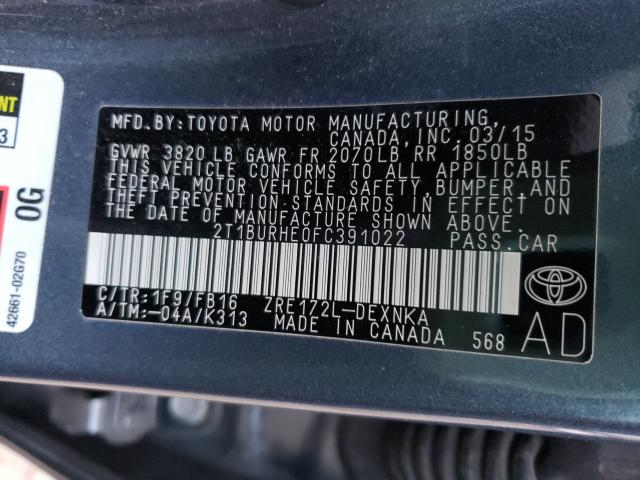 MFD.BY:TOYOTA MOTOR MANUFACTURING,
CANADA, INC. 03/15
GVWR 3820 LB GAWR FR 2070LB RR 1850LB
THIS VEHICLE CONFORMS TO ALL APPLICABLE
FEDERAL MOTOR VEHICLE SAFETY, BUMPER, AND
THEFT PREVENTION STANDARDS IN EFFECT ON
THE DATE OF MANUFACTURE SHOWN ABOVE.
2T1BURHE0FC391022 PASS.CAR
C/TR:1F9/FB16 ZRE172L-DEXNKA
A/TM:-04A/K313 MADE IN CANADA 568
AD
42661-02G70
0G
3